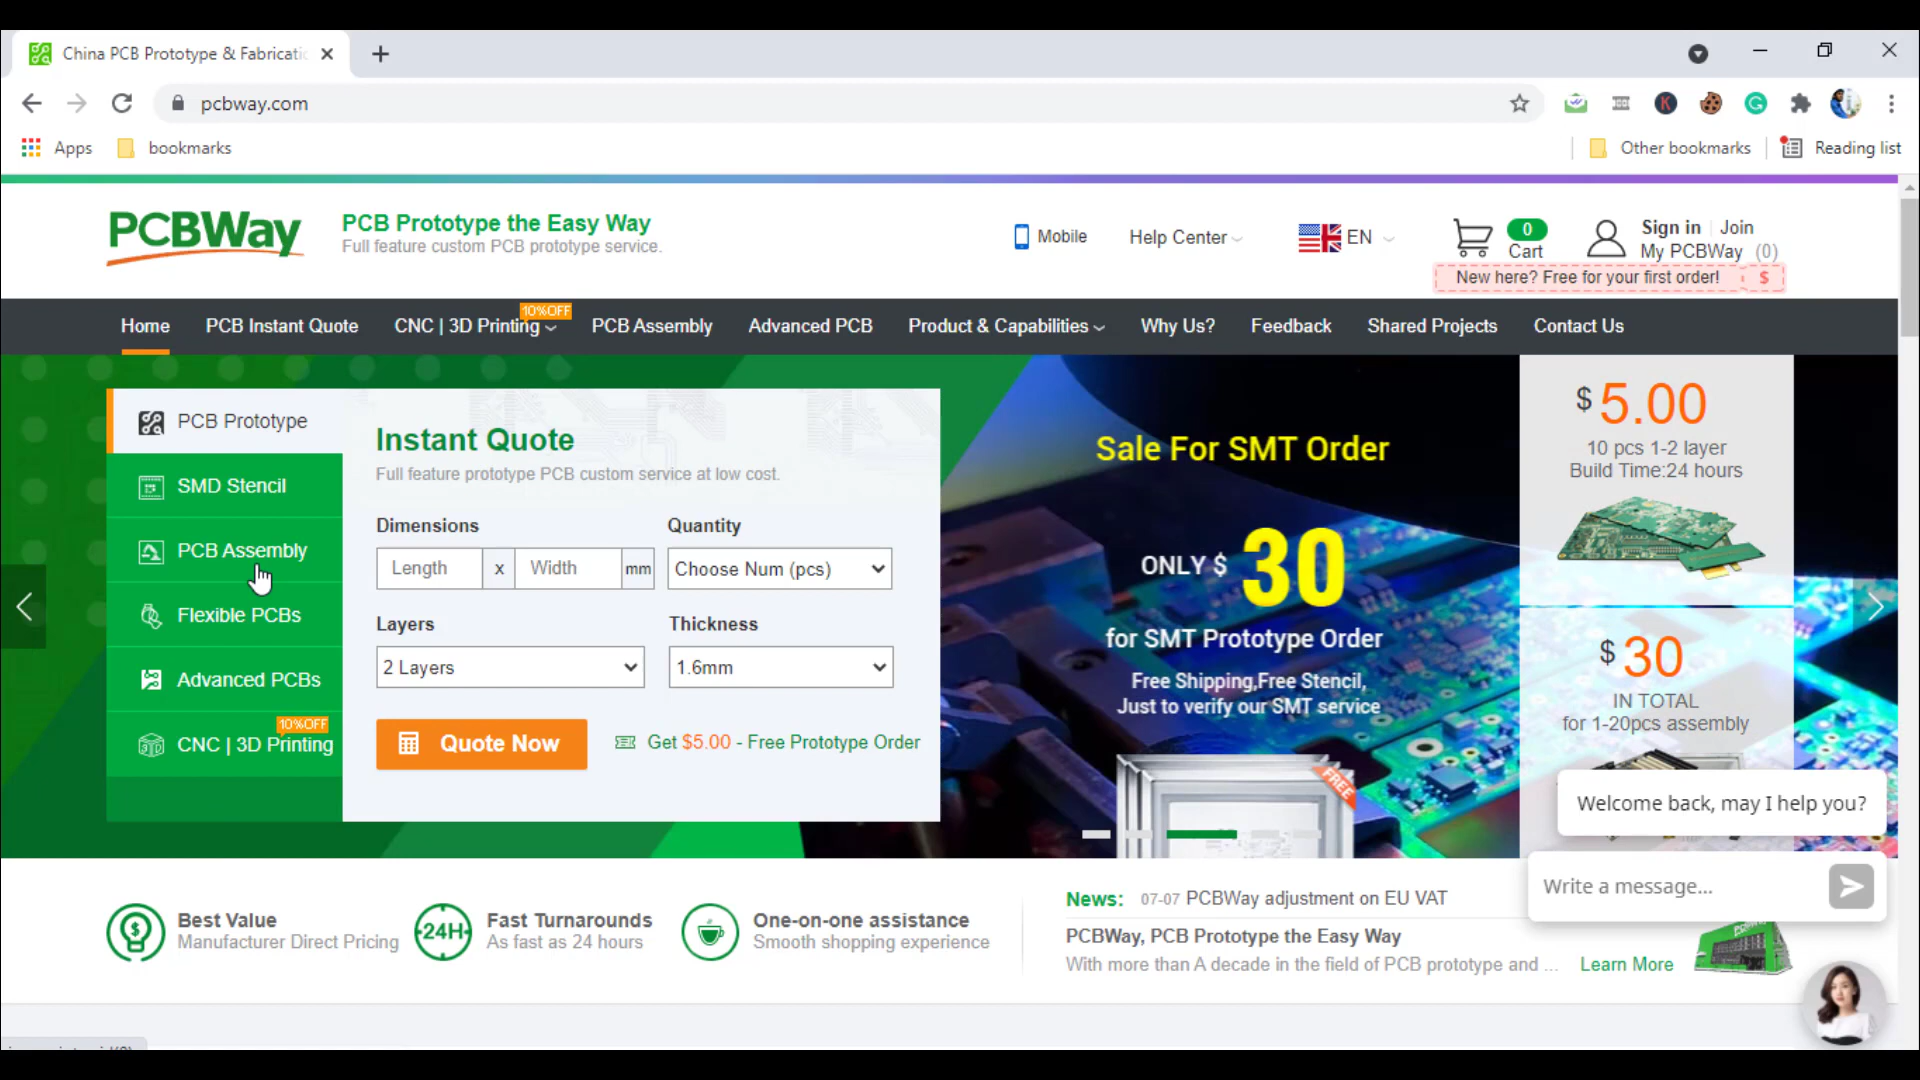 China PCB Prototype & Fabricati
pcbway.com
Apps
bookmarks
Other bookmarks
Reading list
PCBWay
PCB Prototype the Easy Way
Full feature custom PCB prototype service.
Mobile
Help Center
EN
0
Cart
Sign in
Join
My PCBWay (0)
New here? Free for your first order! $
Home
PCB Instant Quote
CNC | 3D Printing
10%OFF
PCB Assembly
Advanced PCB
Product & Capabilities
Why Us?
Feedback
Shared Projects
Contact Us
PCB Prototype
SMD Stencil
PCB Assembly
Flexible PCBs
Advanced PCBs
10%OFF
CNC | 3D Printing
Instant Quote
Full feature prototype PCB custom service at low cost.
Dimensions
Quantity
Length x Width mm
Choose Num (pcs)
Layers
Thickness
2 Layers
1.6mm
Quote Now
Get $5.00 - Free Prototype Order
Sale For SMT Order
ONLY $ 30
for SMT Prototype Order
Free Shipping,Free Stencil,
Just to verify our SMT service
FREE
$ 5.00
10 pcs 1-2 layer
Build Time:24 hours
$ 30
IN TOTAL
for 1-20pcs assembly
Welcome back, may I help you?
Write a message...
Best Value
Manufacturer Direct Pricing
24H
Fast Turnarounds
As fast as 24 hours
One-on-one assistance
Smooth shopping experience
News: 07-07 PCBWay adjustment on EU VAT
PCBWay, PCB Prototype the Easy Way
With more than A decade in the field of PCB prototype and ...
Learn More